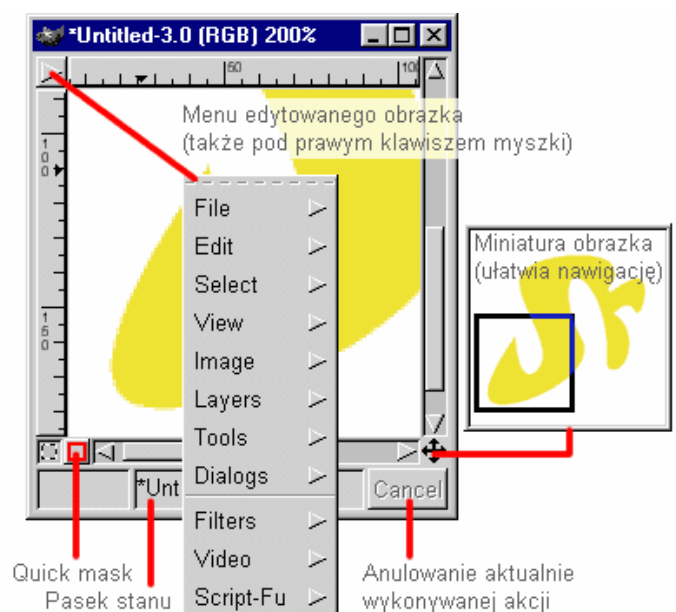 *Untitled-3.0 (RGB) 200%
50
100
Menu edytowanego obrazka
(także pod prawym klawiszem myszki)
100
150
File
Edit
Select
View
Image
Layers
Tools
Dialogs
Filters
Video
Script-Fu
Miniatura obrazka
(ułatwia nawigację)
*Unt
Cancel
Quick mask
Pasek stanu
Anulowanie aktualnie
wykonywanej akcji